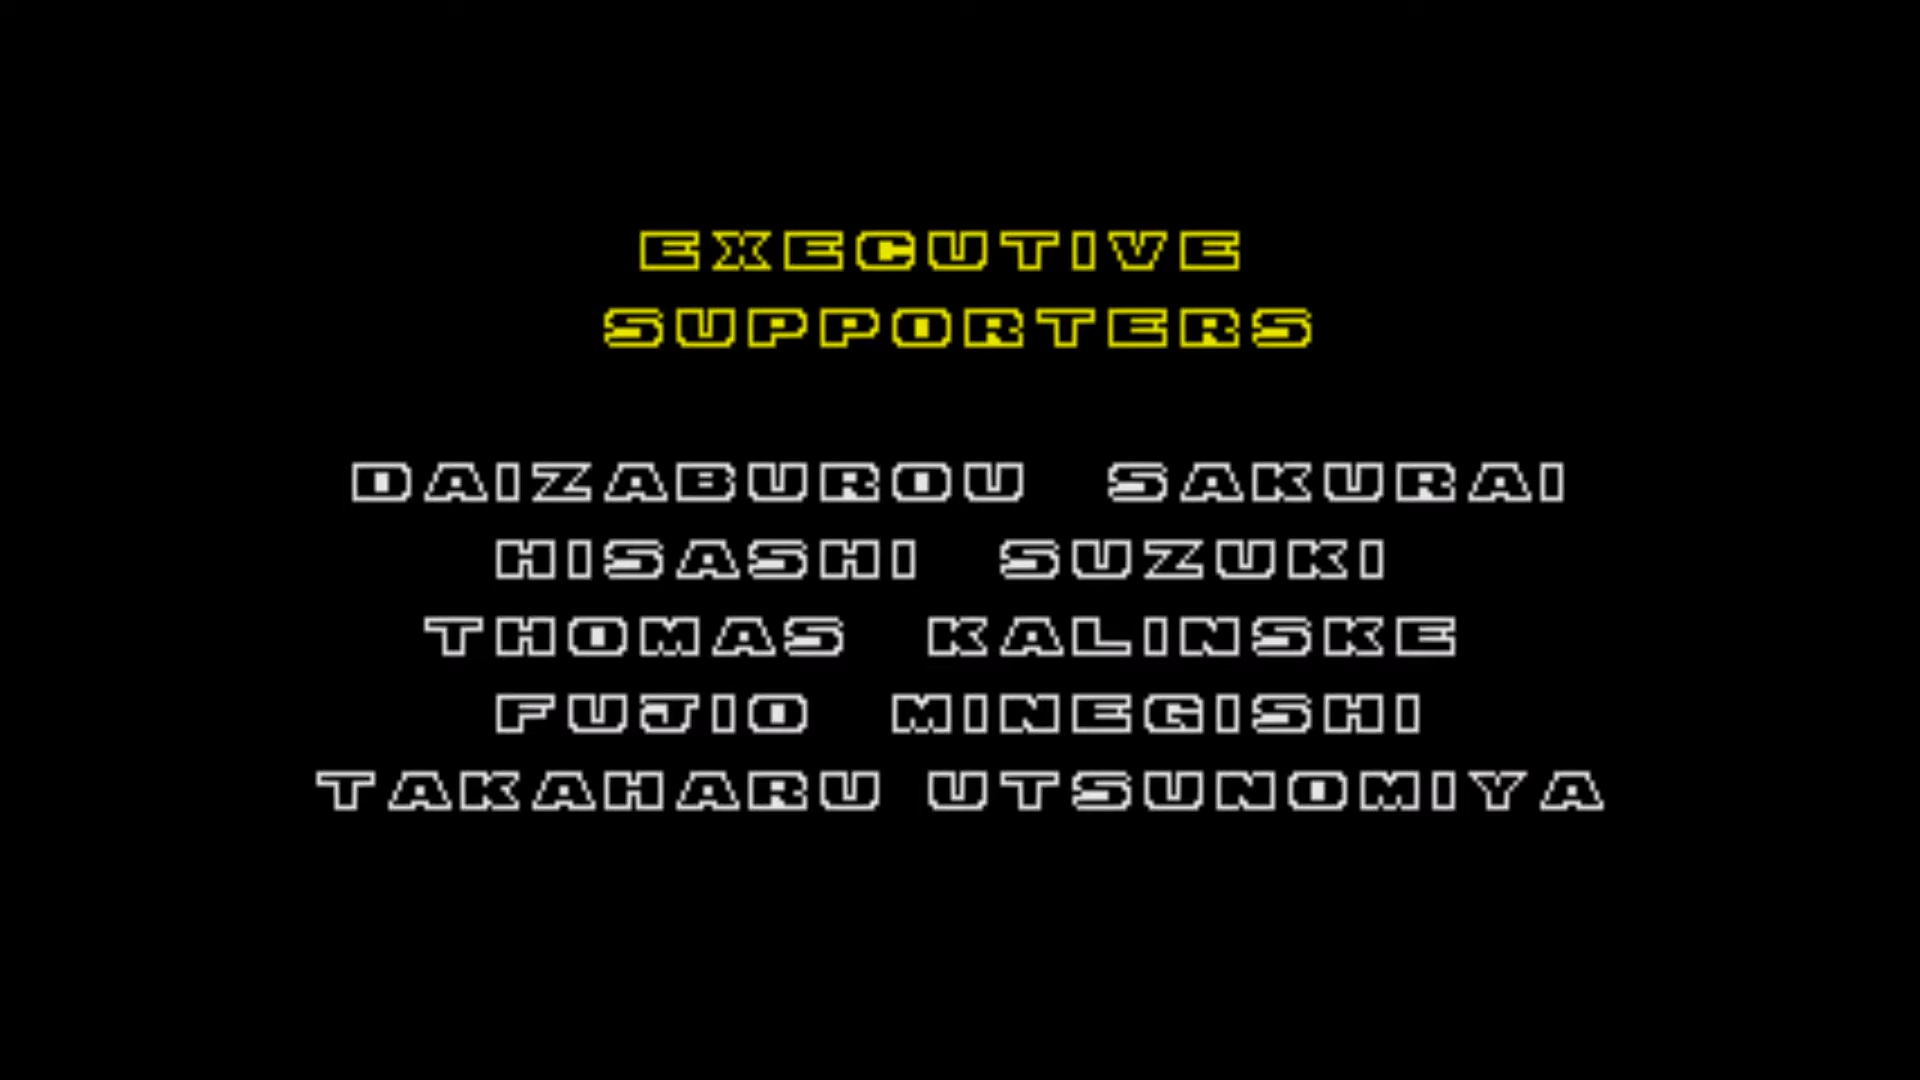 EXECUTIVE
SUPPORTERS
DAIZABUROU SAKURAI
HISASHI SUZUKI
THOMAS KALINSKE
FUJIO MINEGISHI
TAKAHARU UTSUNOMIYA